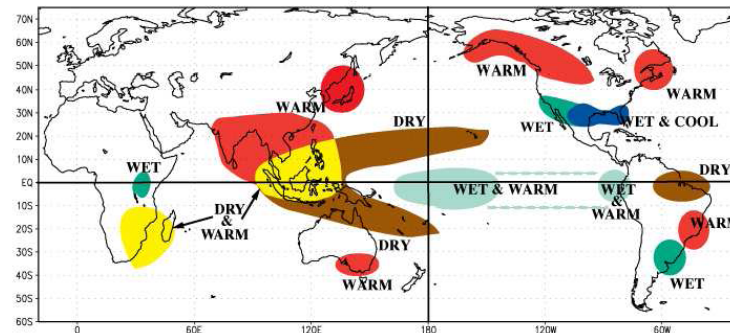 75N
70N
60N
50N
40N
30N
20N
10N
EQ
10S
20S
30S
40S
50S
60S
0
60E
120E
180
120W
60W
WARM
WARM
WARM
DRY
WET
WET & COOL
WET
WET & WARM
WET
&
WARM
DRY
DRY
&
WARM
DRY
WARM
WARM
WET